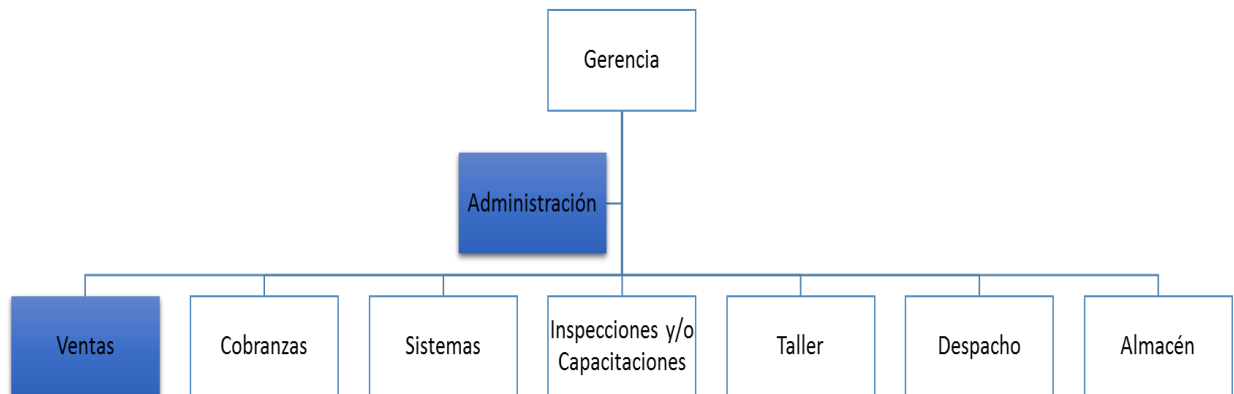 Gerencia
Administración
Ventas
Cobranzas
Sistemas
Inspecciones y/o
Capacitaciones
Taller
Despacho
Almacén